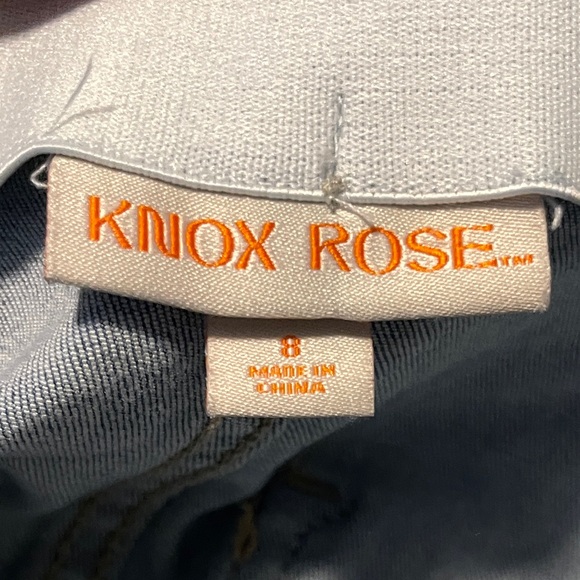 KNOX ROSE™
8
MADE IN
CHINA